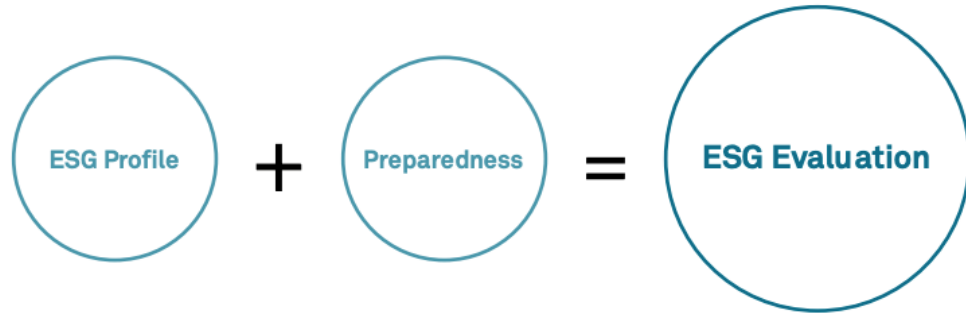 ESG Profile
+
Preparedness
=
ESG Evaluation